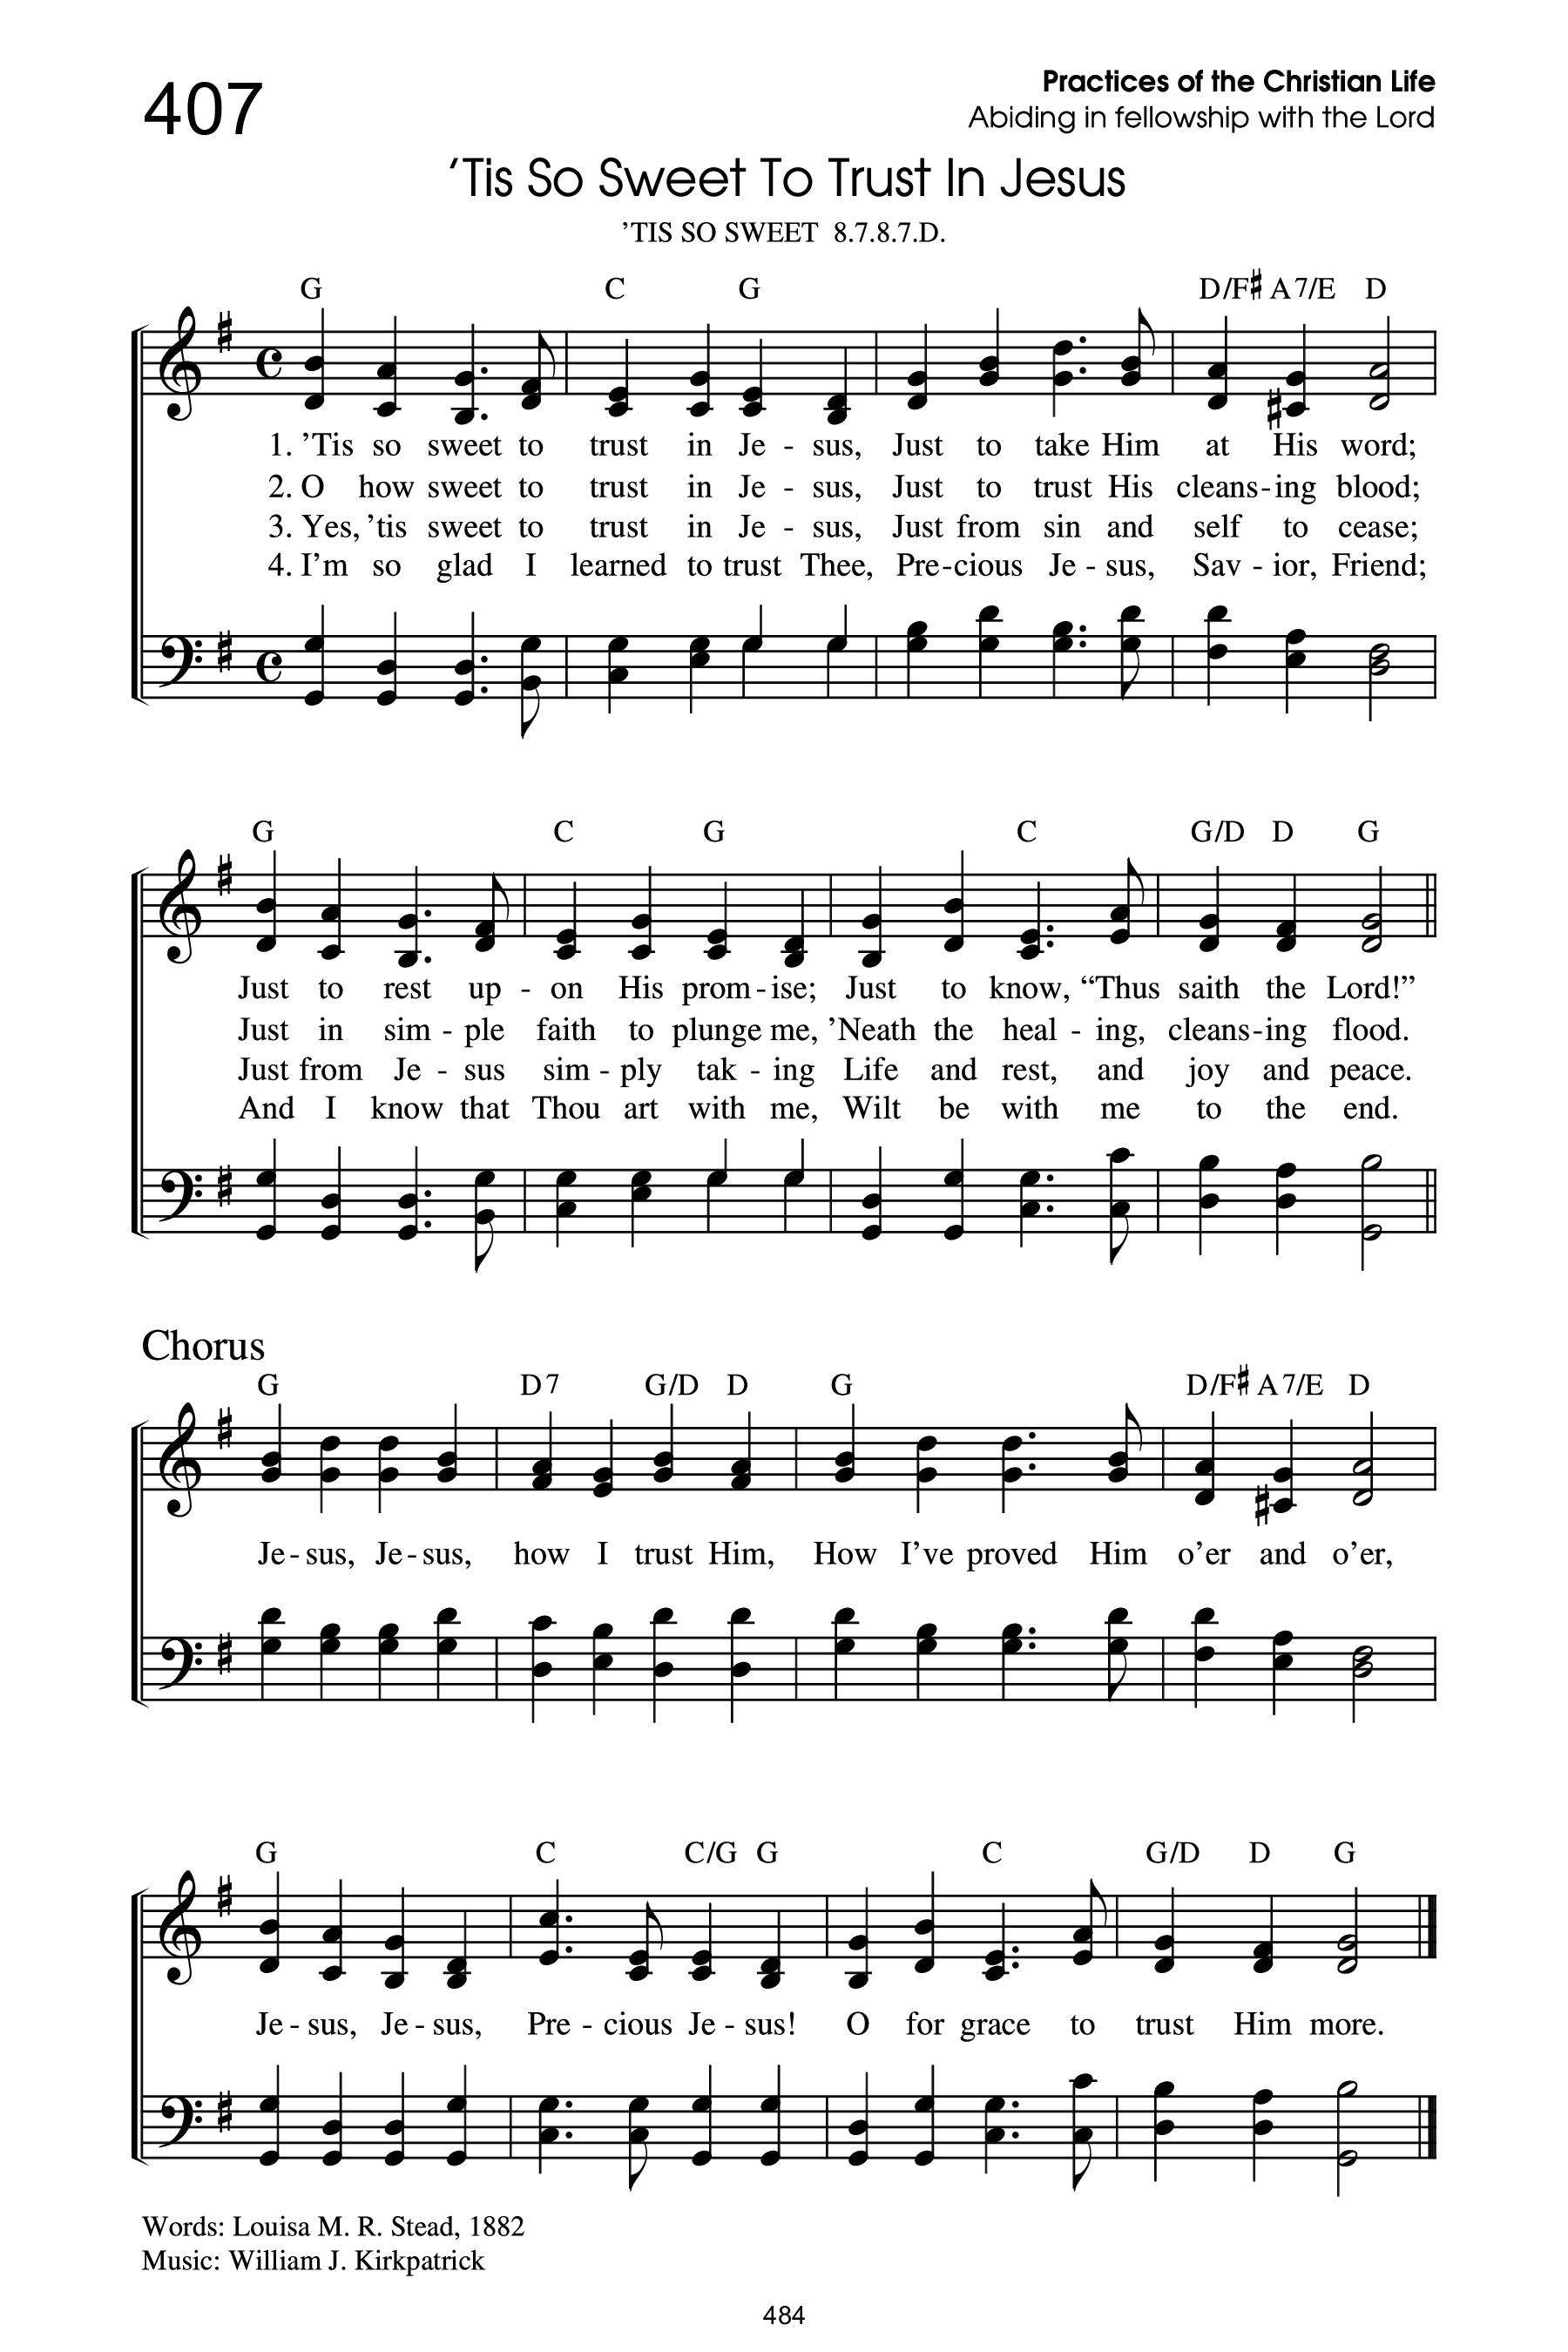 407
Practices of the Christian Life
Abiding in fellowship with the Lord
’Tis So Sweet To Trust In Jesus
’TIS SO SWEET 8.7.8.7.D.
G C G D/F♯ A7/E D
1. ’Tis so sweet to trust in Je - sus, Just to take Him at His word;
2. O how sweet to trust in Je - sus, Just to trust His cleans - ing blood;
3. Yes, ’tis sweet to trust in Je - sus, Just from sin and self to cease;
4. I’m so glad I learned to trust Thee, Pre - cious Je - sus, Sav - ior, Friend;
G C G C G/D D G
Just to rest up - on His prom - ise; Just to know, “Thus saith the Lord!”
Just in sim - ple faith to plunge me, ’Neath the heal - ing, cleans - ing flood.
Just from Je - sus sim - ply tak - ing Life and rest, and joy and peace.
And I know that Thou art with me, Wilt be with me to the end.
Chorus
G D7 G/D D G D/F♯ A7/E D
Je - sus, Je - sus, how I trust Him, How I’ve proved Him o’er and o’er,
G C C/G G C G/D D G
Je - sus, Je - sus, Pre - cious Je - sus! O for grace to trust Him more.
Words: Louisa M. R. Stead, 1882
Music: William J. Kirkpatrick
484